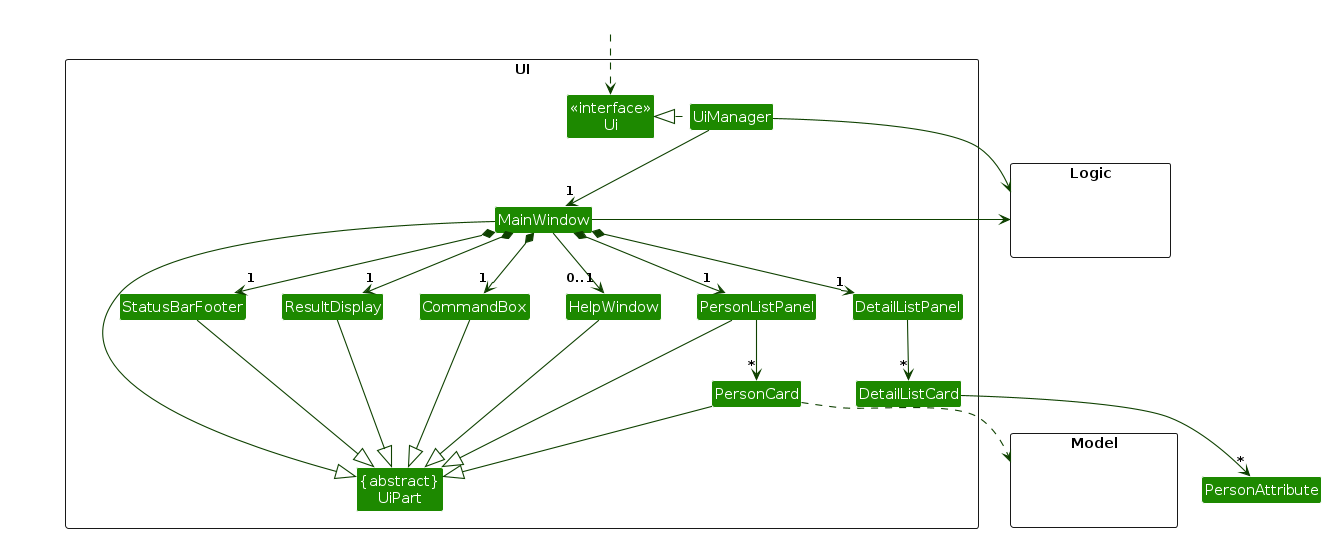 UI
«interface»
Ui
UiManager
Logic
1
MainWindow
1
1
1
0..1
1
1
StatusBarFooter
ResultDisplay
CommandBox
HelpWindow
PersonListPanel
DetailListPanel
*
*
PersonCard
DetailListCard
Model
*
{abstract}
UiPart
PersonAttribute